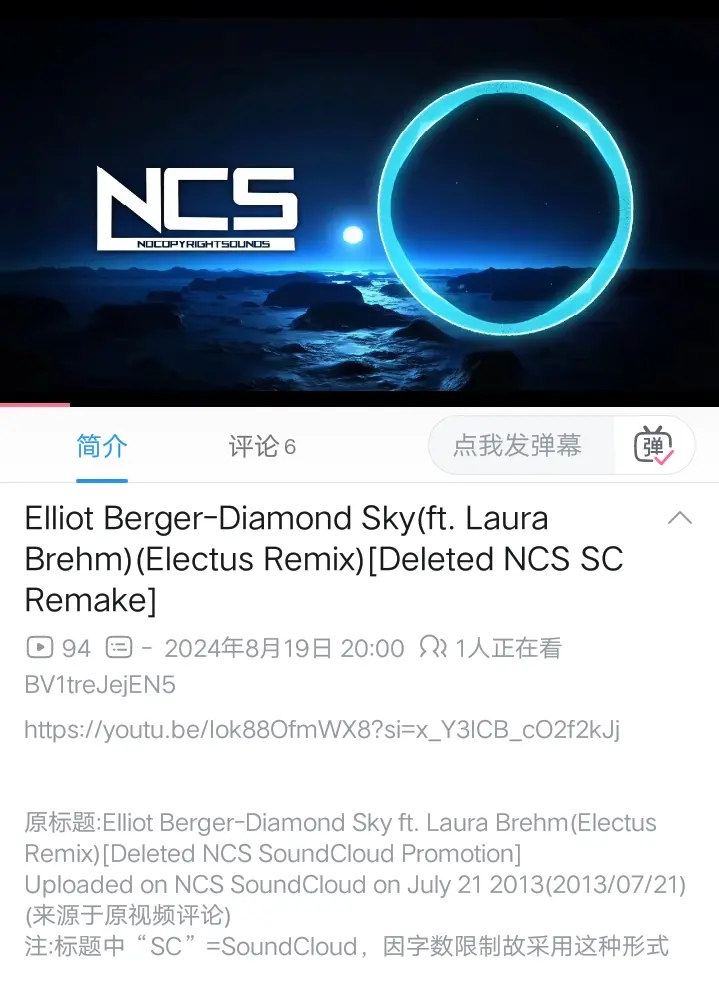 NCS
NOCOPYRIGHTSOUNDS
简介
评论 6
点我发弹幕
弹
Elliot Berger-Diamond Sky(ft. Laura
Brehm)(Electus Remix)[Deleted NCS SC
Remake]
94 - 2024年8月19日 20:00 1人正在看
BV1treJejEN5
https://youtu.be/lok88OfmWX8?si=x_Y3lCB_cO2f2kJj
原标题:Elliot Berger-Diamond Sky ft. Laura Brehm(Electus
Remix)[Deleted NCS SoundCloud Promotion]
Uploaded on NCS SoundCloud on July 21 2013(2013/07/21)
(来源于原视频评论)
注:标题中“SC”=SoundCloud，因字数限制故采用这种形式